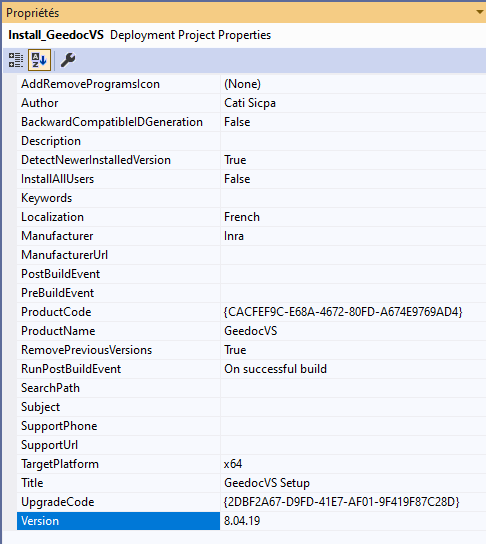 Propriétés
Install_GeedocVS Deployment Project Properties
AddRemoveProgramsIcon (None)
Author Cati Sicpa
BackwardCompatibleIDGeneration False
Description
DetectNewerInstalledVersion True
InstallAllUsers False
Keywords
Localization French
Manufacturer Inra
ManufacturerUrl
PostBuildEvent
PreBuildEvent
ProductCode {CACFEF9C-E68A-4672-80FD-A674E9769AD4}
ProductName GeedocVS
RemovePreviousVersions True
RunPostBuildEvent On successful build
SearchPath
Subject
SupportPhone
SupportUrl
TargetPlatform x64
Title GeedocVS Setup
UpgradeCode {2DBF2A67-D9FD-41E7-AF01-9F419F87C28D}
Version 8.04.19